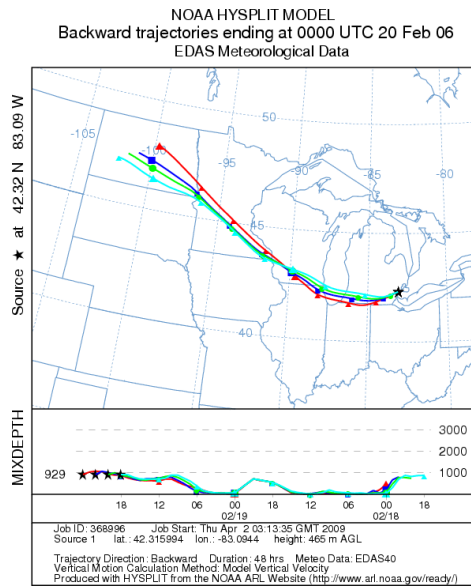 NOAA HYSPLIT MODEL
Backward trajectories ending at 0000 UTC 20 Feb 06
EDAS Meteorological Data
Source ★ at 42.32 N 83.09 W
-105
-100
-95
-90
-85
-80
50
45
45
40
MIXDEPTH
929
3000
2000
1000
18 12 06 00 18 12 06 00 18
02/19 02/18
Job ID: 368996 Job Start: Thu Apr 2 03:13:35 GMT 2009
Source 1 lat.: 42.315994 lon.: -83.0944 height: 465 m AGL
Trajectory Direction: Backward Duration: 48 hrs Meteo Data: EDAS40
Vertical Motion Calculation Method: Model Vertical Velocity
Produced with HYSPLIT from the NOAA ARL Website (http://www.arl.noaa.gov/ready/)